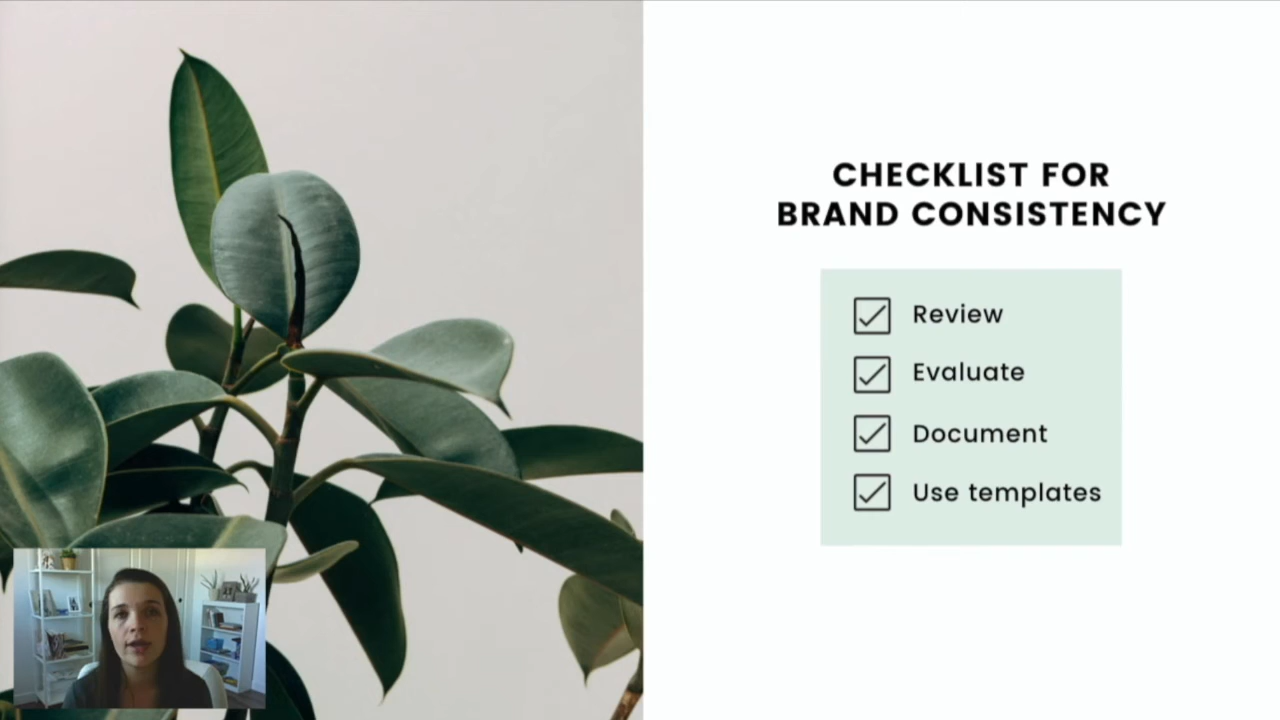 CHECKLIST FOR
BRAND CONSISTENCY
Review
Evaluate
Document
Use templates